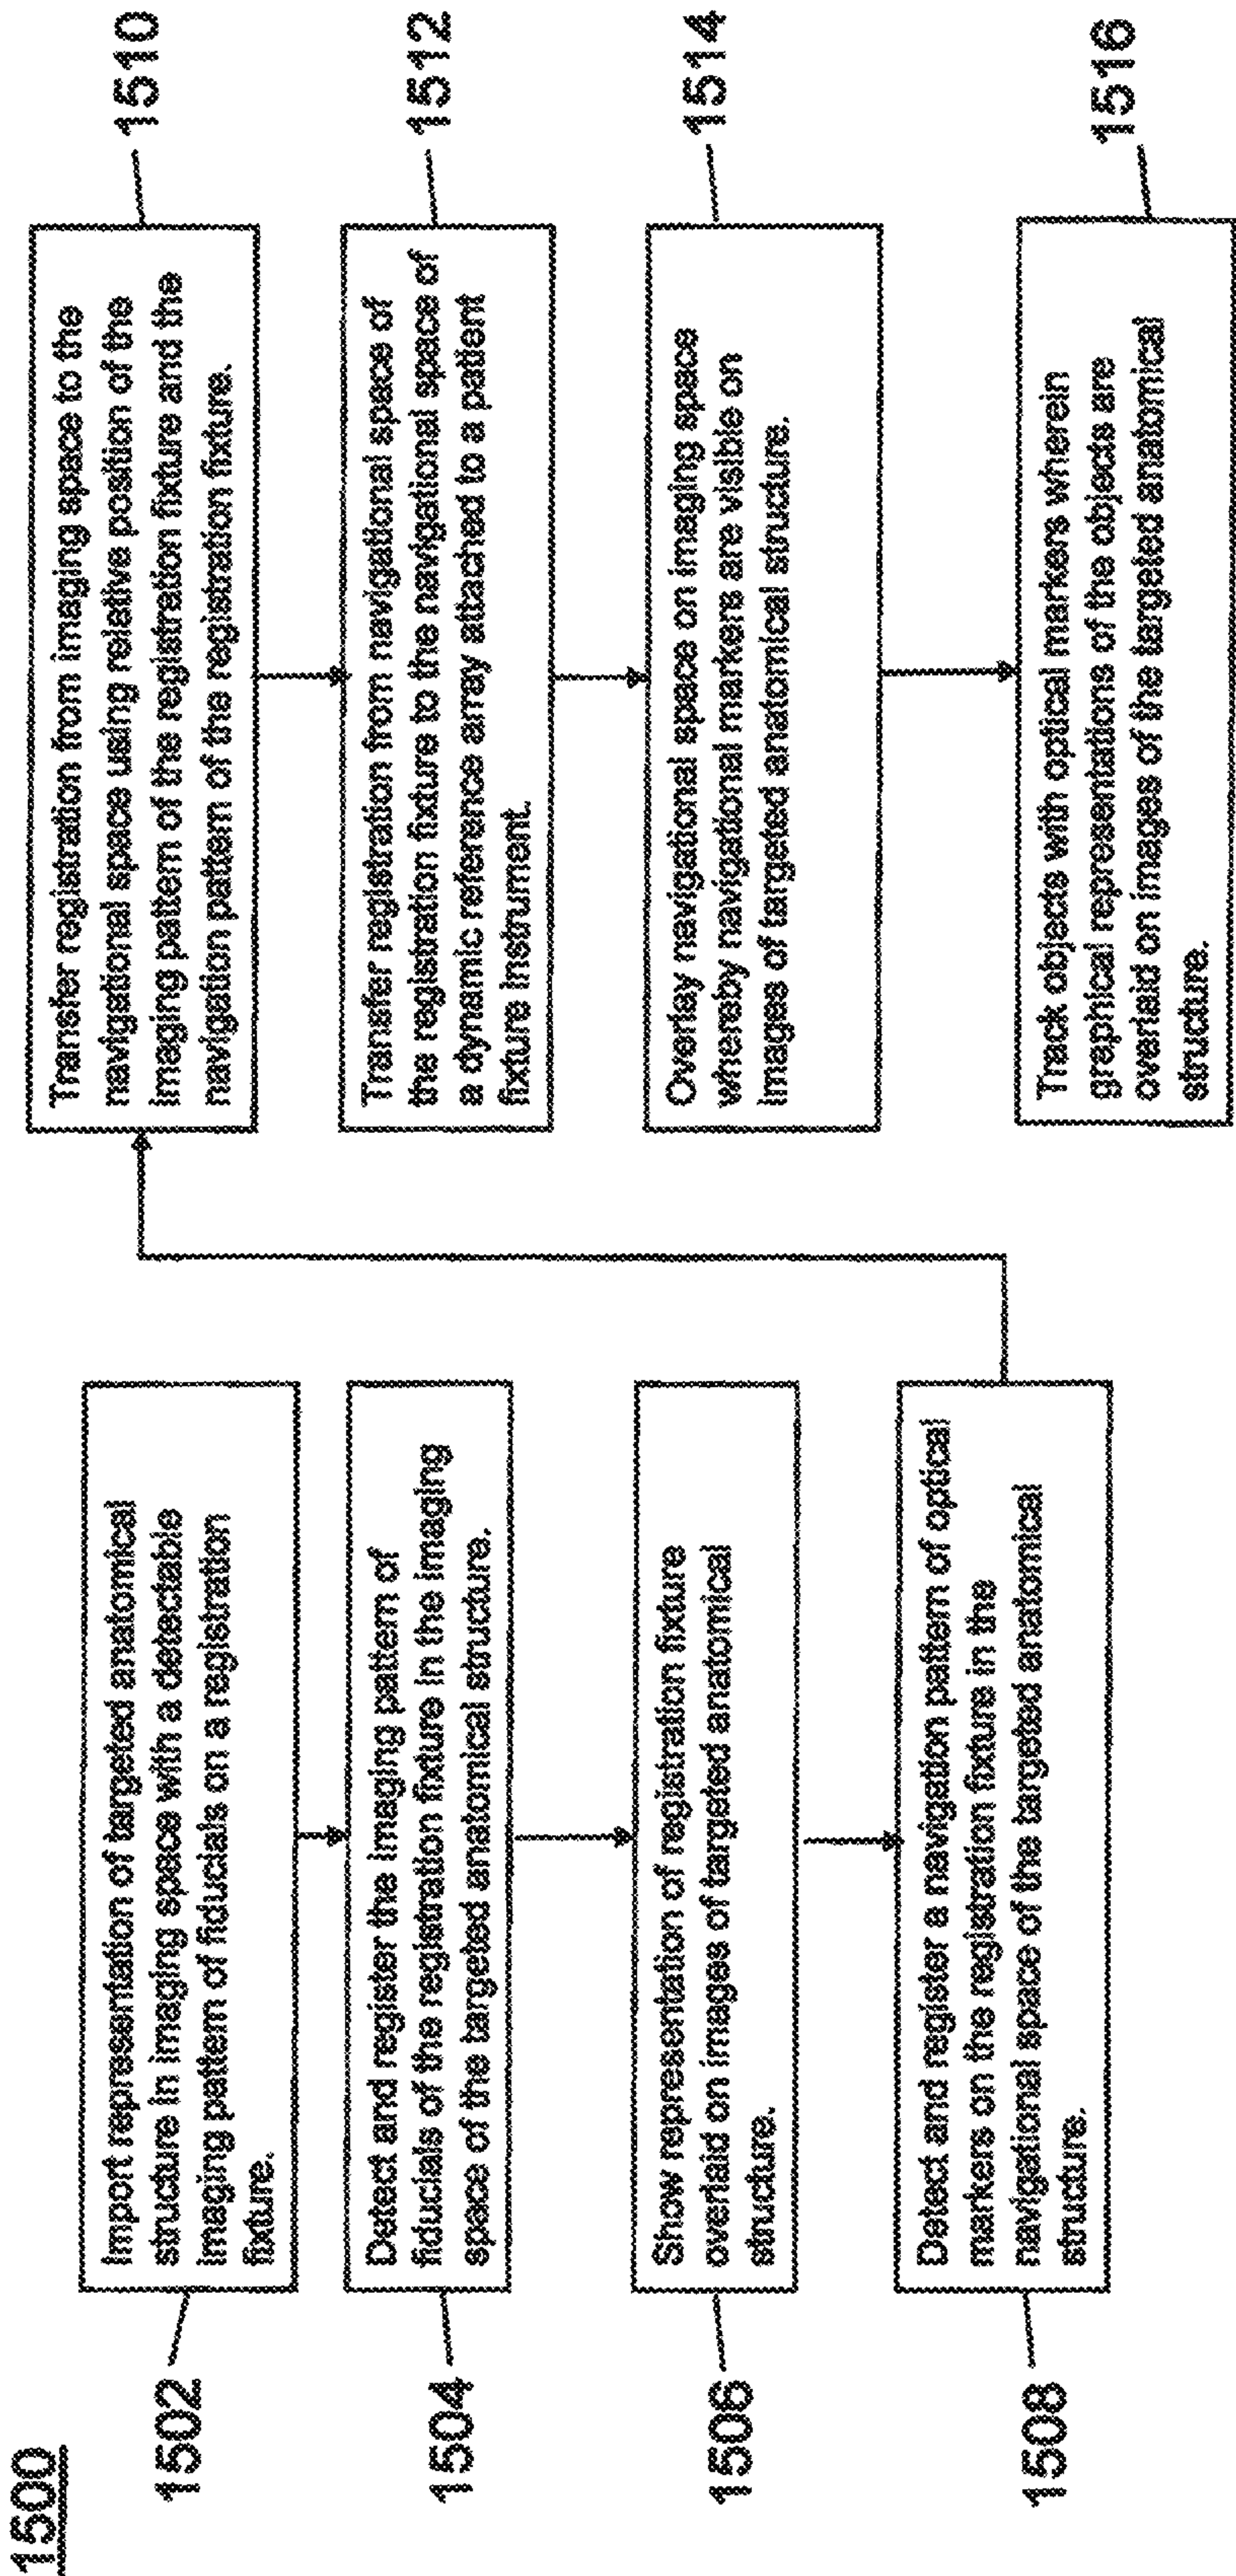 1500
1502
Import representation of targeted anatomical
structure in imaging space with a detectable
imaging pattern of fiducials on a registration
fixture.
1504
Detect and register the imaging pattern of
fiducials of the registration fixture in the imaging
space of the targeted anatomical structure.
1506
Show representation of registration fixture
overlaid on images of targeted anatomical
structure.
1508
Detect and register a navigation pattern of optical
markers on the registration fixture in the
navigational space of the targeted anatomical
structure.
Transfer registration from imaging space to the
navigational space using relative position of the
imaging pattern of the registration fixture and the
navigation pattern of the registration fixture.
1510
Transfer registration from navigational space of
the registration fixture to the navigational space of
a dynamic reference array attached to a patient
fixture instrument.
1512
Overlay navigational space on imaging space
whereby navigational markers are visible on
images of targeted anatomical structure.
1514
Track objects with optical markers wherein
graphical representations of the objects are
overlaid on images of the targeted anatomical
structure.
1516